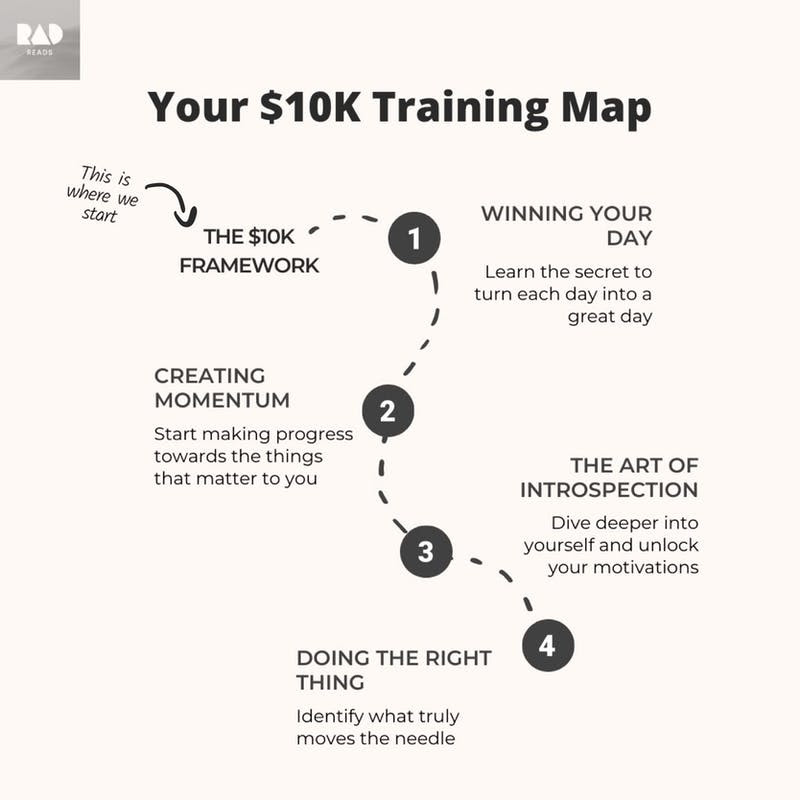 RAD
READS
Your $10K Training Map
This is
where we
start
THE $10K
FRAMEWORK
1
WINNING YOUR
DAY
Learn the secret to
turn each day into a
great day
CREATING
MOMENTUM
Start making progress
towards the things
that matter to you
2
THE ART OF
INTROSPECTION
Dive deeper into
yourself and unlock
your motivations
3
4
DOING THE RIGHT
THING
Identify what truly
moves the needle